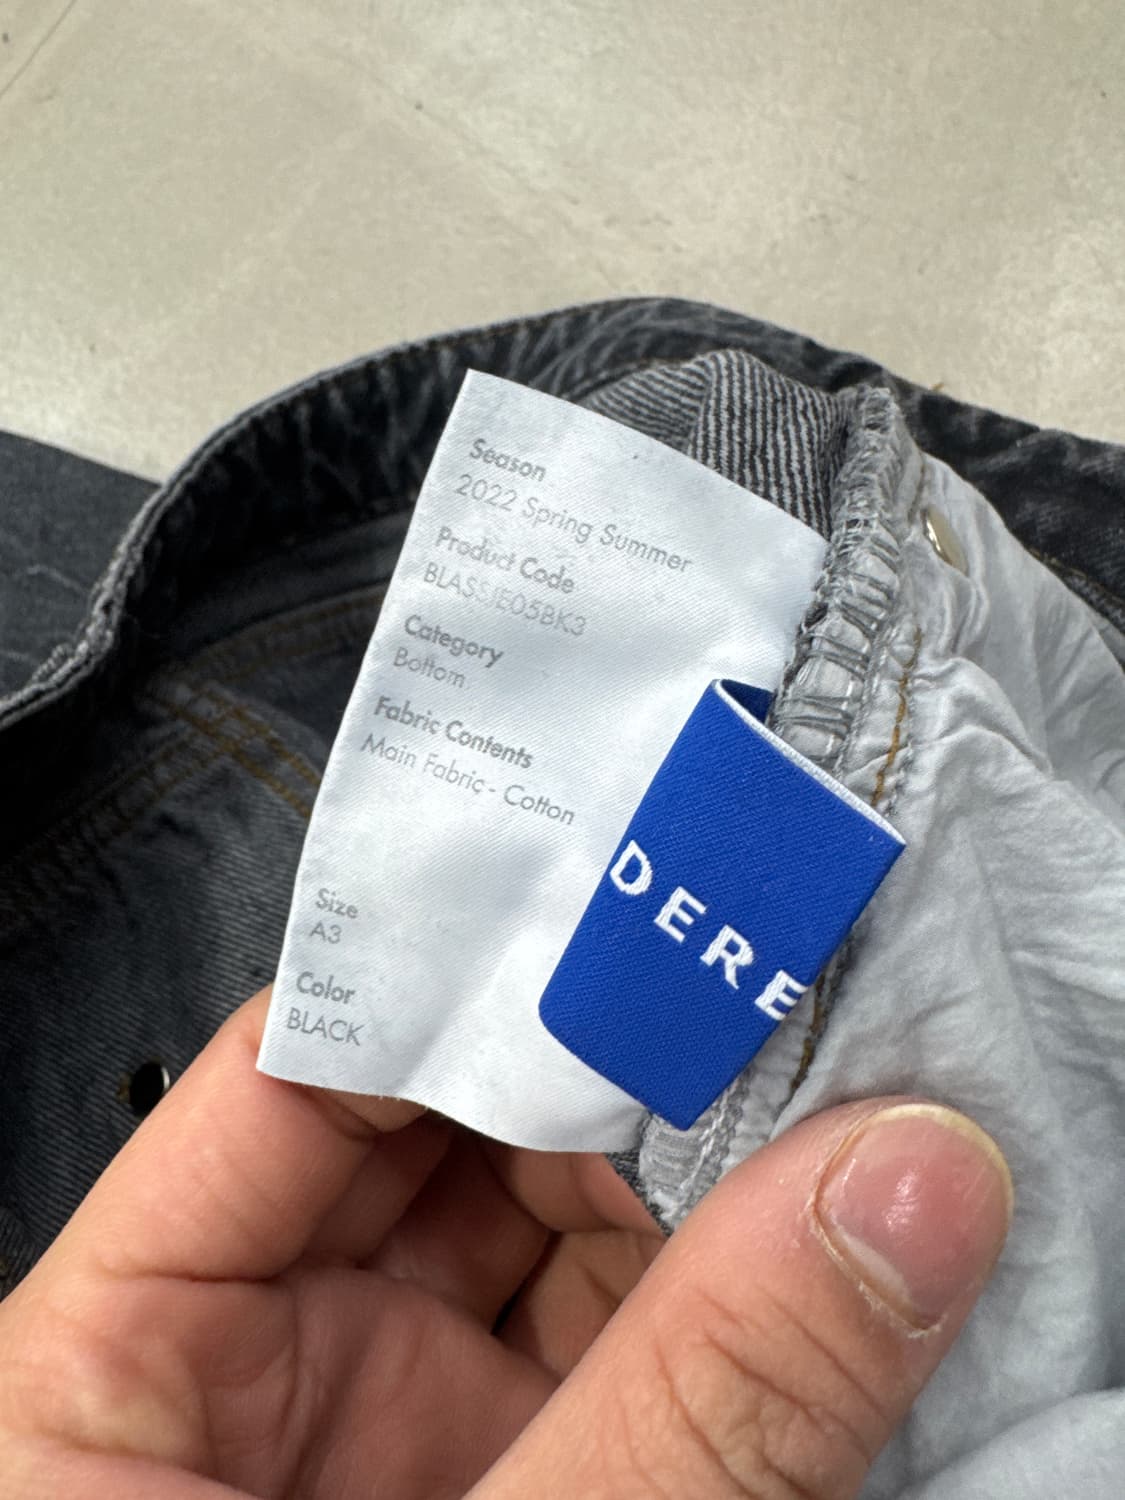 Season
2022 Spring Summer
Product Code
BLASSJE05BK3
Category
Bottom
Fabric Contents
Main Fabric - Cotton
Size
A3
Color
BLACK
DERE